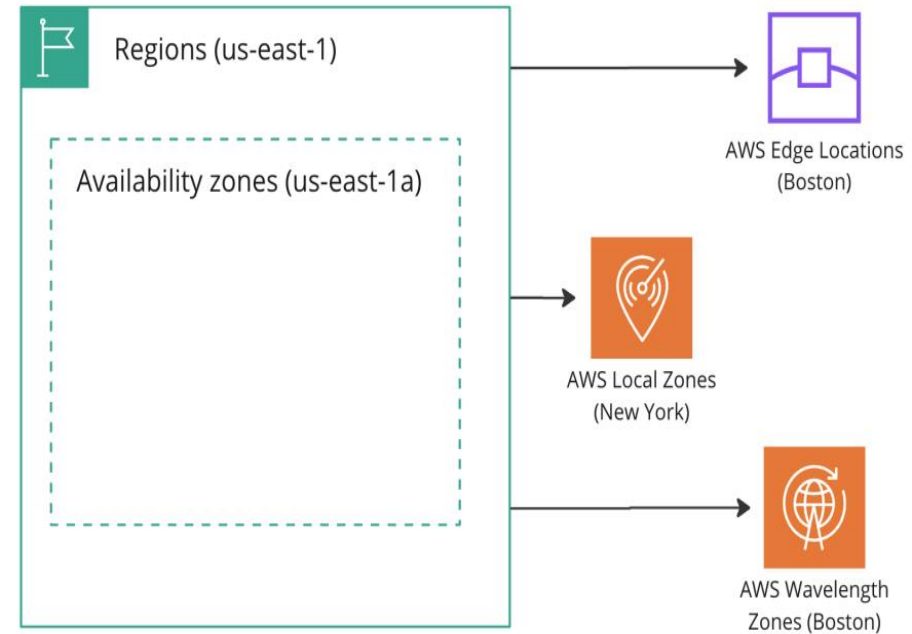 Regions (us-east-1)
Availability zones (us-east-1a)
AWS Edge Locations
(Boston)
AWS Local Zones
(New York)
AWS Wavelength
Zones (Boston)